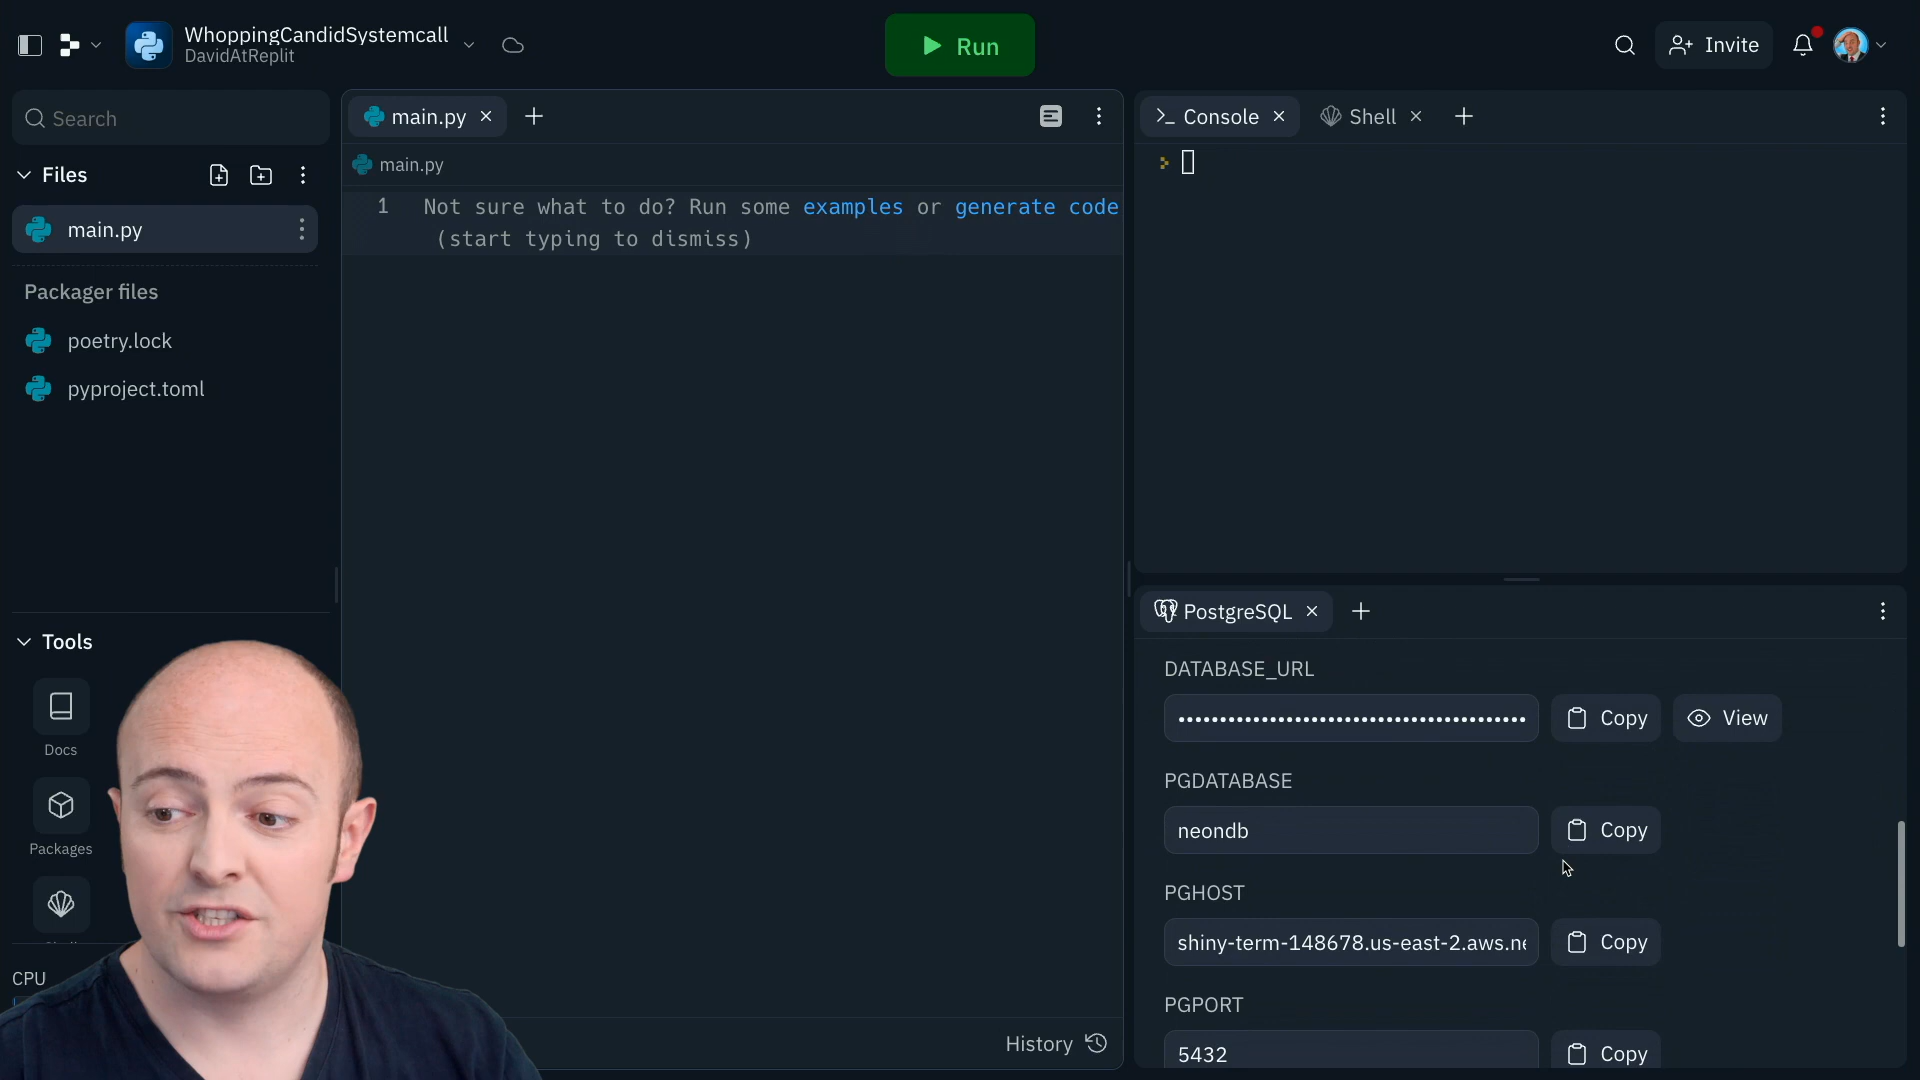 WhoppingCandidSystemcall
DavidAtReplit
Run
Invite
Search
Files
main.py
Packager files
poetry.lock
pyproject.toml
Tools
Docs
Packages
CPU
main.py
main.py
1 Not sure what to do? Run some examples or generate code
(start typing to dismiss)
History
Console
Shell
PostgreSQL
DATABASE_URL
Copy
View
PGDATABASE
neondb
Copy
PGHOST
shiny-term-148678.us-east-2.aws.ne
Copy
PGPORT
5432
Copy